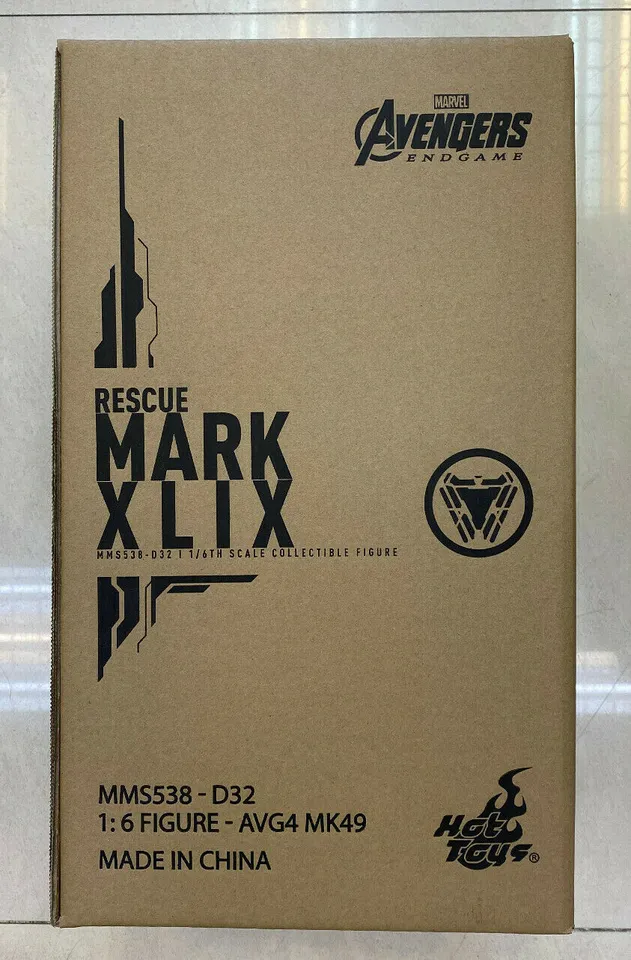 MARVEL
AVENGERS
ENDGAME
RESCUE
MARK
XLIX
MMS538-D32 | 1/6TH SCALE COLLECTIBLE FIGURE
MMS538 - D32
1: 6 FIGURE - AVG4 MK49
MADE IN CHINA
Hot
Toys®